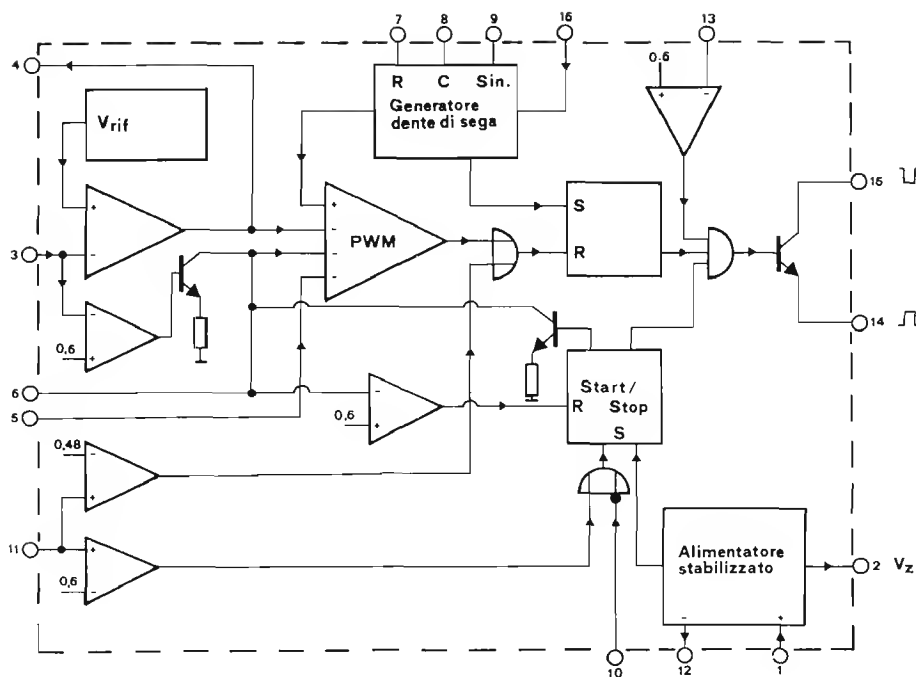 7 8 9 16 13
4
R C Sin.
Generatore
dente di sega
0.6
+ −
V rif
15
+
+
S
PWM
−
3
−
−
R
−
−
0,6
+
14
6
Start/
R Stop
S
5
−
0,6
+
0,48
−
+
11
+
Alimentatore
stabilizzato
2 Vz
0,6
−
− +
10 12 1